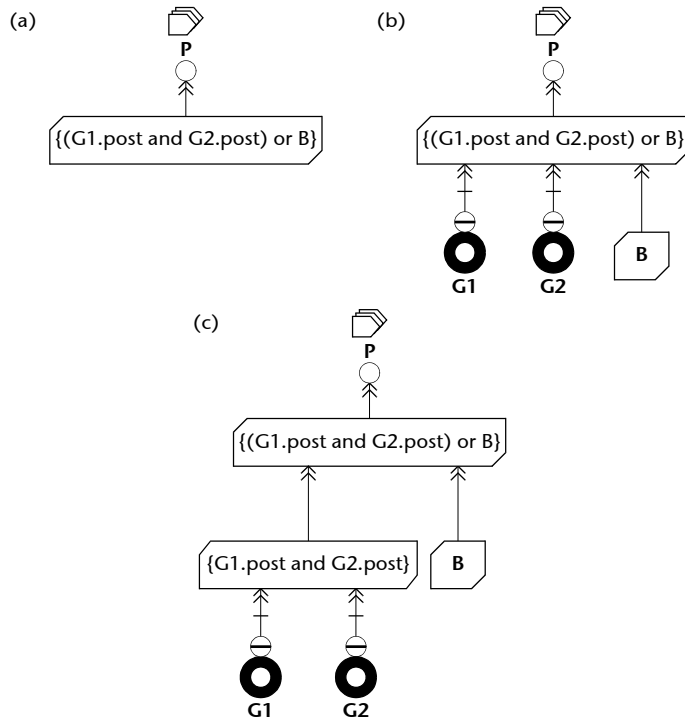 (a)
P
{(G1.post and G2.post) or B}
(b)
P
{(G1.post and G2.post) or B}
G1 G2 B
(c)
P
{(G1.post and G2.post) or B}
{G1.post and G2.post} B
G1 G2